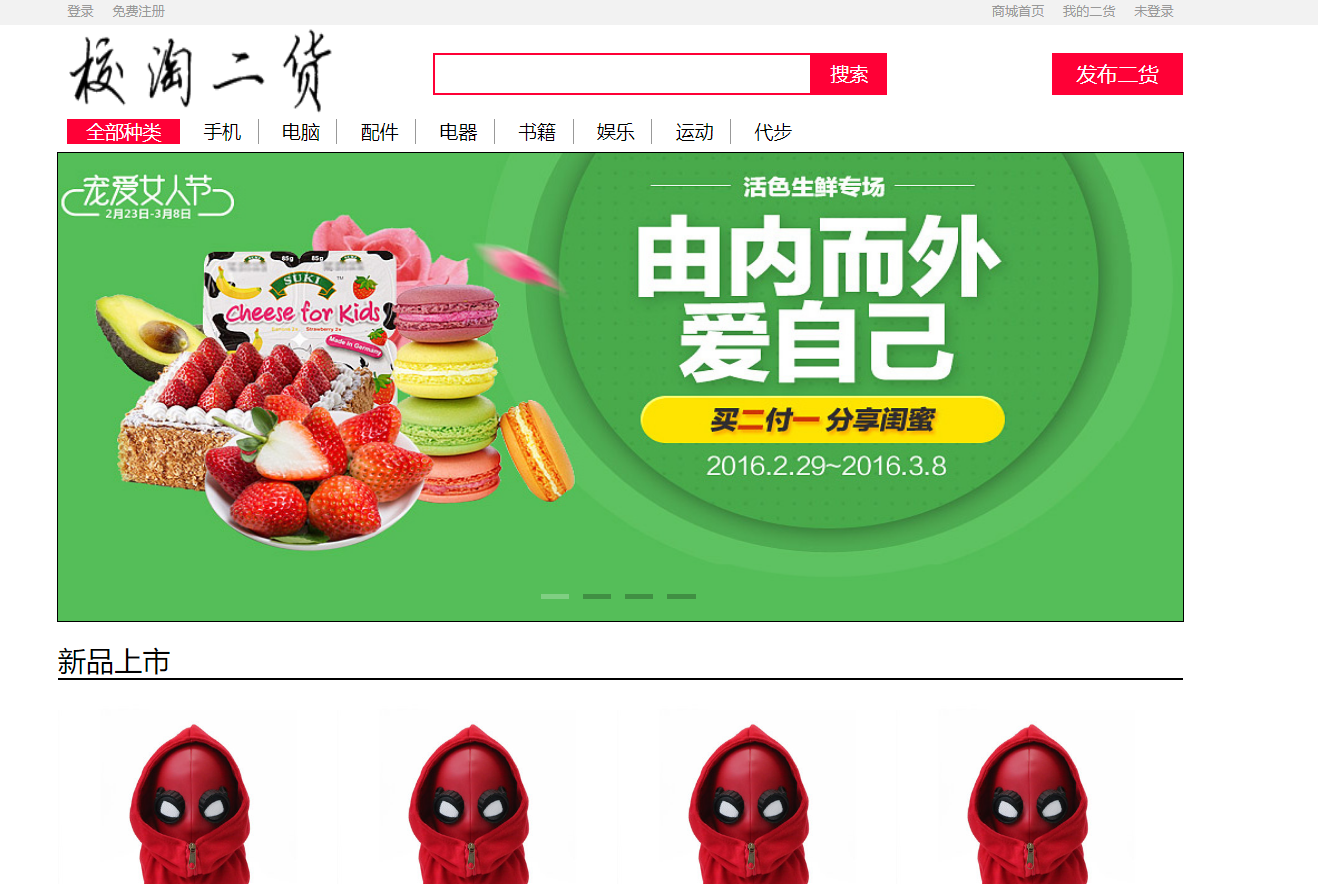 登录 免费注册 商城首页 我的二货 未登录
校淘二货
搜索
发布二货
全部种类 手机 电脑 配件 电器 书籍 娱乐 运动 代步
宠爱女人节
2月23日-3月8日
活色生鲜专场
由内而外
爱自己
买二付一 分享闺蜜
2016.2.29~2016.3.8
65g 65g
SUKI
TM
Cheese for Kids
Strawberry 2x
Made in Germany
新品上市